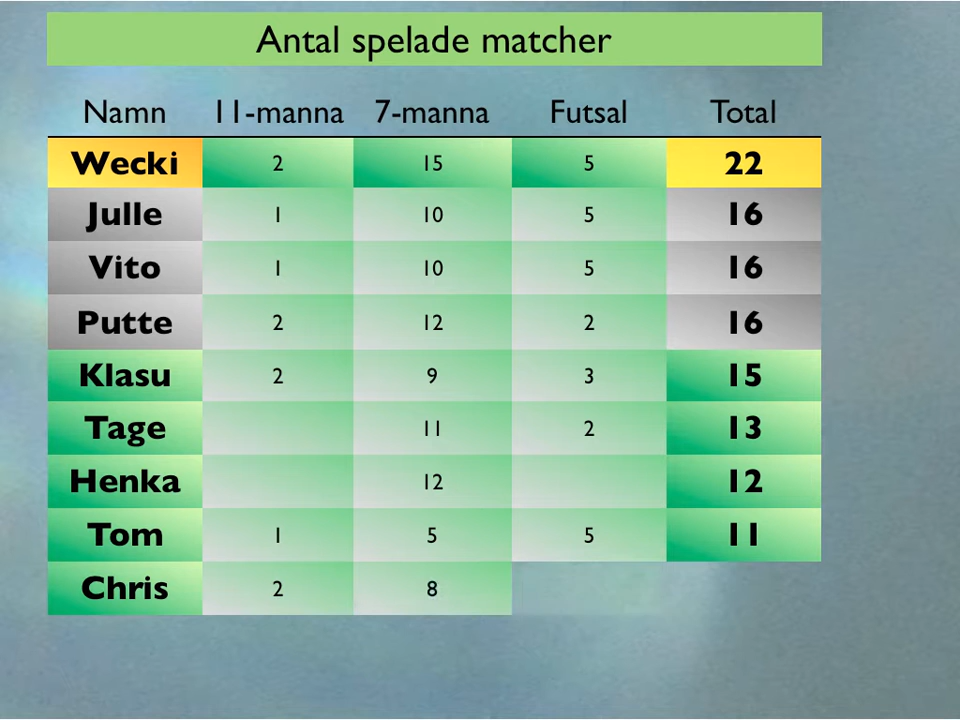 Antal spelade matcher
Namn 11-manna 7-manna Futsal Total
Wecki 2 15 5 22
Julle 1 10 5 16
Vito 1 10 5 16
Putte 2 12 2 16
Klasu 2 9 3 15
Tage 11 2 13
Henka 12 12
Tom 1 5 5 11
Chris 2 8